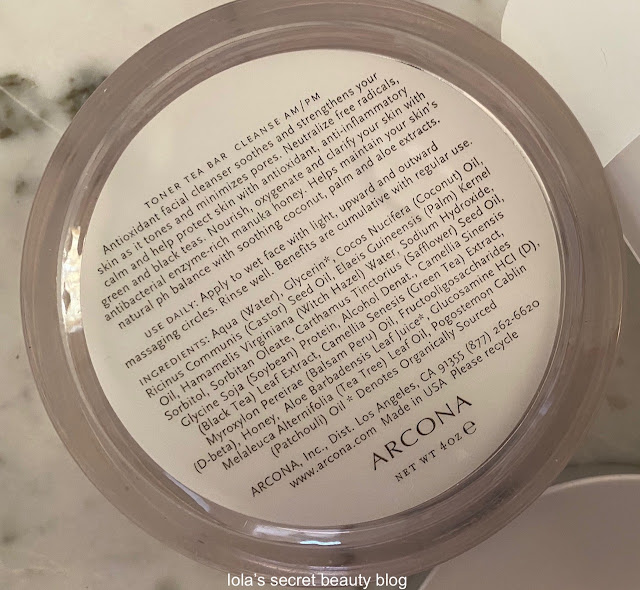 TONER TEA BAR CLEANSE AM/PM
Antioxidant facial cleanser soothes and strengthens your
skin as it tones and minimizes pores. Neutralize free radicals,
calm and help protect skin with antioxidant, anti-inflammatory
green and black teas. Nourish, oxygenate and clarify your skin with
antibacterial enzyme-rich manuka honey. Helps maintain your skin's
natural ph balance with soothing coconut, palm and aloe extracts.
USE DAILY: Apply to wet face with light, upward and outward
massaging circles. Rinse well. Benefits are cumulative with regular use.
INGREDIENTS: Aqua (Water), Glycerin*, Cocos Nucifera (Coconut) Oil,
Ricinus Communis (Castor) Seed Oil, Elaeis Guineensis (Palm) Kernel
Oil, Hamamelis Virginiana (Witch Hazel) Water, Sodium Hydroxide,
Sorbitol, Sorbitan Oleate, Carthamus Tinctorius (Safflower) Seed Oil,
Glycine Soja (Soybean) Protein, Alcohol Denat., Camellia Sinensis
(Black Tea) Leaf Extract, Camellia Senesis (Green Tea) Extract,
Myroxylon Pereirae (Balsam Peru) Oil, Fructooligosaccharides
(D-beta), Honey, Aloe Barbadensis Leaf Juice*, Glucosamine HCl (D),
Melaleuca Alternifolia (Tea Tree) Leaf Oil, Pogostemon Cablin
(Patchouli) Oil * Denotes Organically Sourced
ARCONA, Inc., Dist. Los Angeles, CA 91355 (877) 262-6620
www.arcona.com Made in USA Please recycle
ARCONA
NET WT 4oz ℮
lola's secret beauty blog